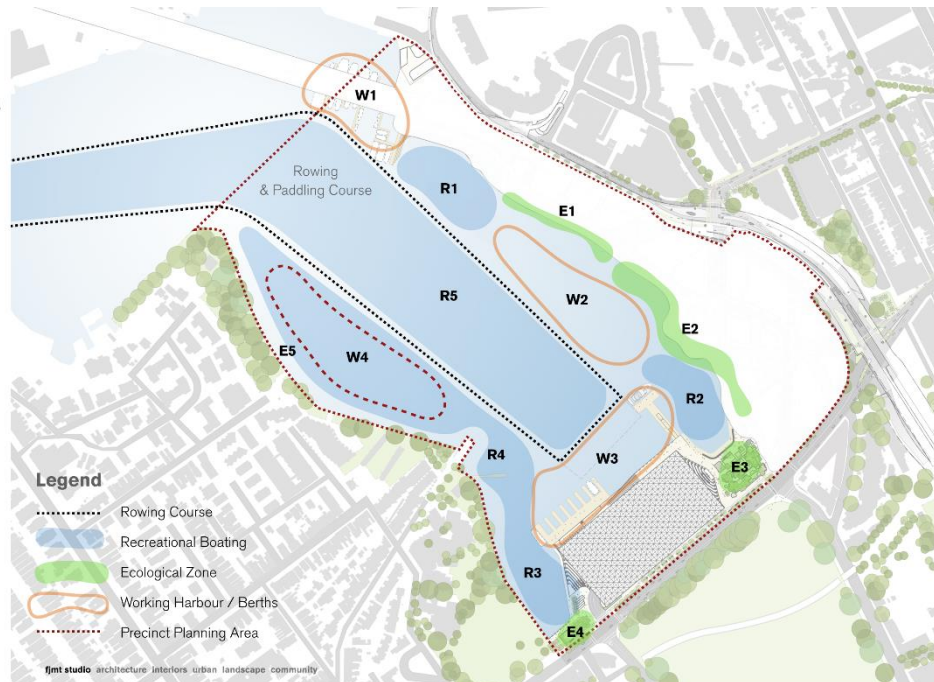 W1
Rowing
& Paddling Course
R1
E1
R5
W2
E2
E5
W4
R2
R4
W3
E3
R3
E4
Legend
Rowing Course
Recreational Boating
Ecological Zone
Working Harbour / Berths
Precinct Planning Area
fjmt studio architecture interiors urban landscape community